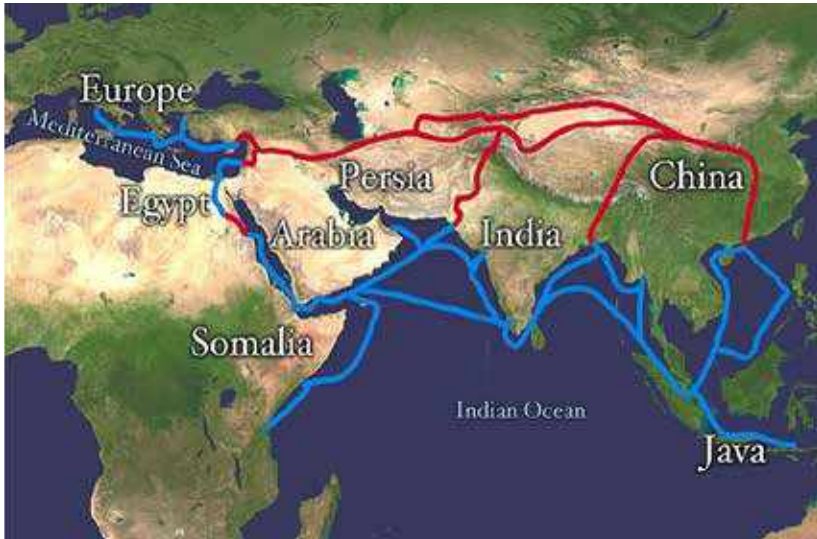 Europe
Mediterranean Sea
Egypt
Arabia
Persia
India
China
Somalia
Indian Ocean
Java